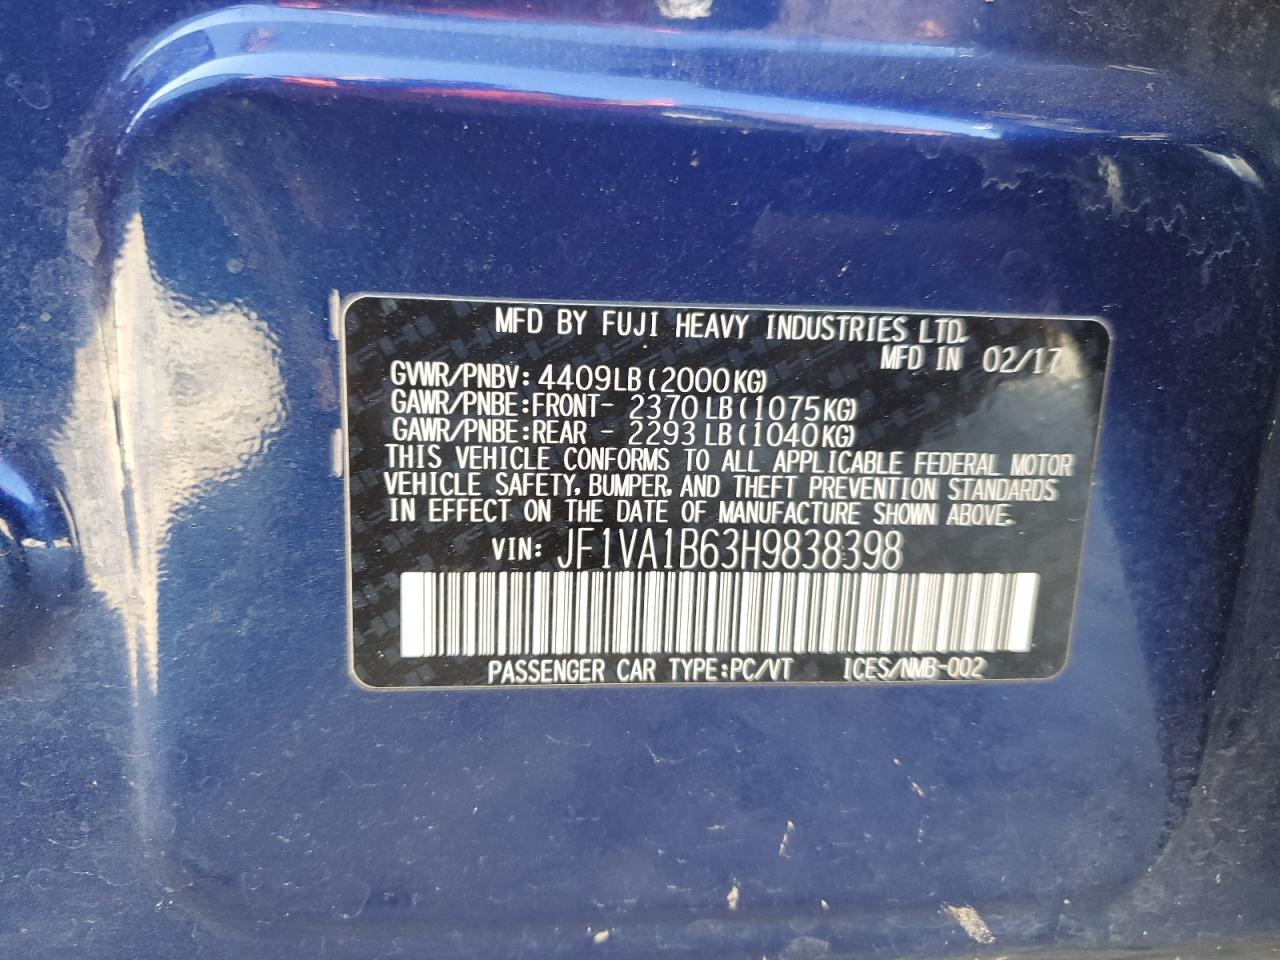 MFD BY FUJI HEAVY INDUSTRIES LTD.
MFD IN 02/17
GVWR/PNBV: 4409LB (2000KG)
GAWR/PNBE:FRONT- 2370 LB (1075KG)
GAWR/PNBE:REAR - 2293 LB (1040KG)
THIS VEHICLE CONFORMS TO ALL APPLICABLE FEDERAL MOTOR
VEHICLE SAFETY, BUMPER, AND THEFT PREVENTION STANDARDS
IN EFFECT ON THE DATE OF MANUFACTURE SHOWN ABOVE.
VIN: JF1VA1B63H9838398
PASSENGER CAR TYPE:PC/VT ICES/NMB-002